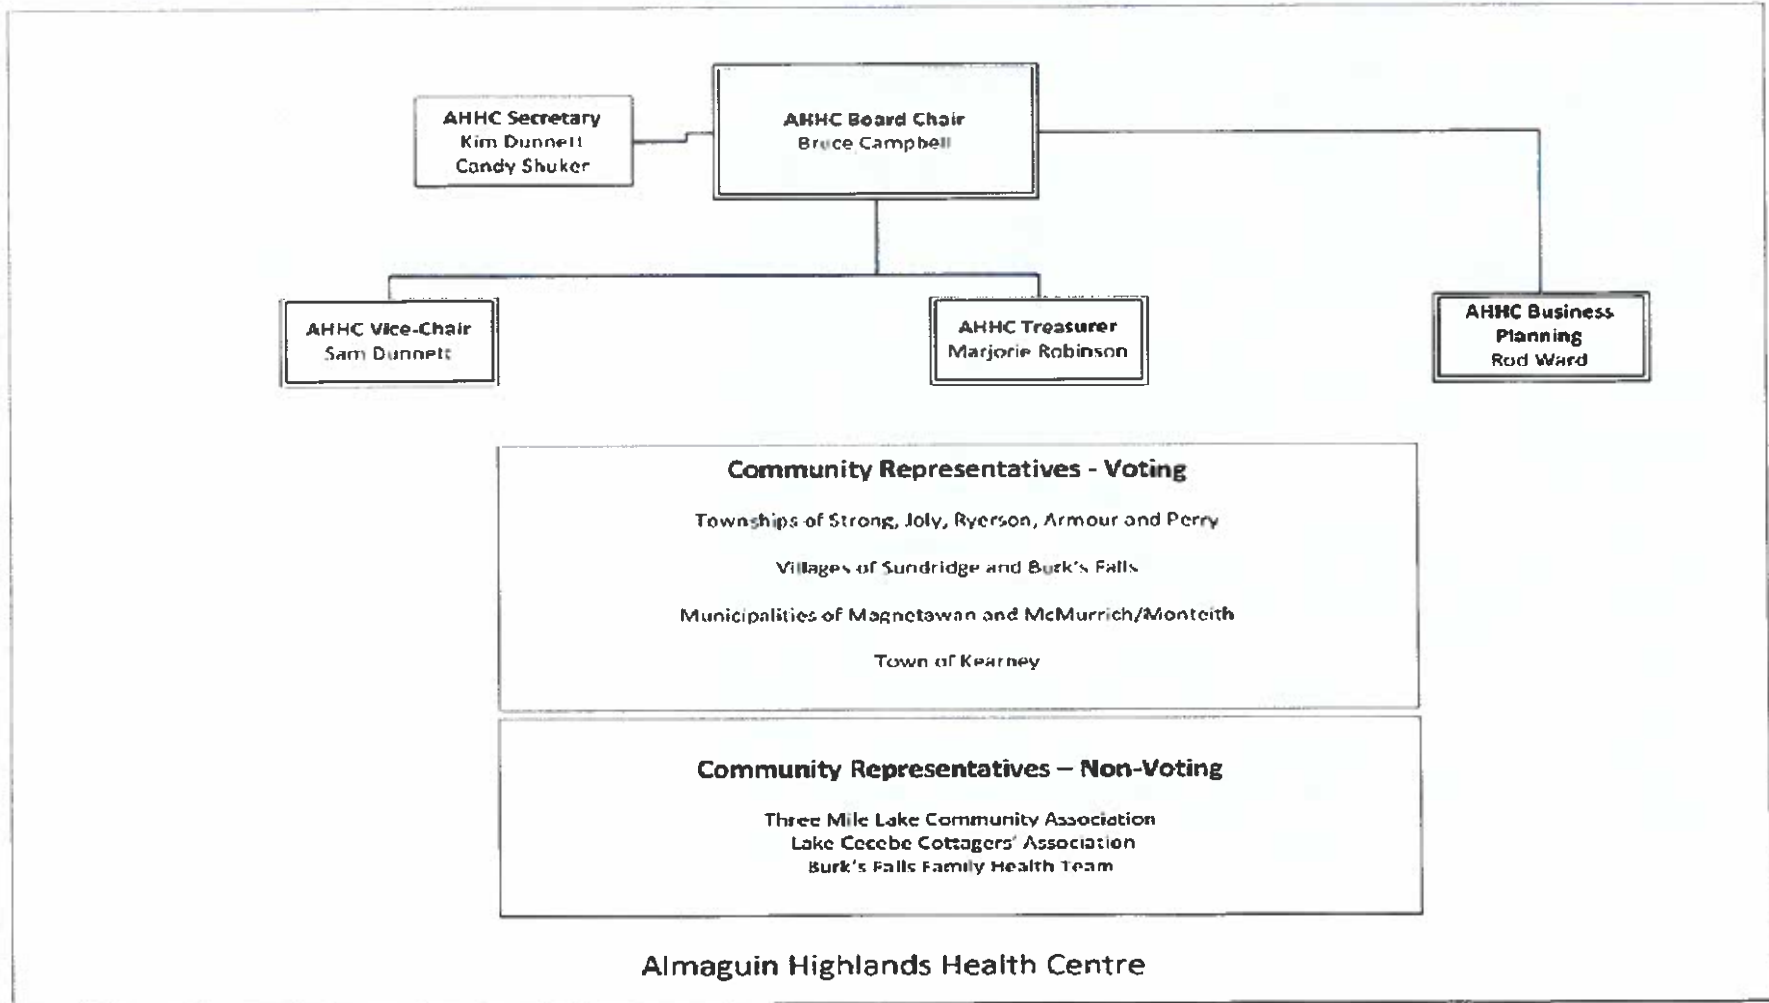 AHHC Secretary
Kim Dunnett
Candy Shuker
AHHC Board Chair
Bruce Campbell
AHHC Vice-Chair
Sam Dunnett
AHHC Treasurer
Marjorie Robinson
AHHC Business
Planning
Rod Ward
Community Representatives - Voting
Townships of Strong, Joly, Ryerson, Armour and Perry
Villages of Sundridge and Burk's Falls
Municipalities of Magnetawan and McMurrich/Monteith
Town of Kearney
Community Representatives – Non-Voting
Three Mile Lake Community Association
Lake Cecebe Cottagers' Association
Burk's Falls Family Health Team
Almaguin Highlands Health Centre